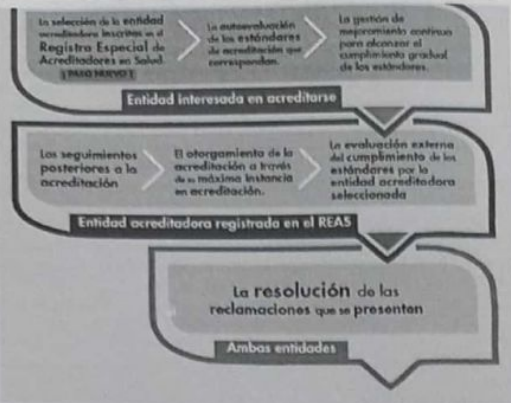 La selección de la entidad
acreditadora inscritas en el
Registro Especial de
Acreditadores en Salud.
( PASO NUEVO )
La autoevaluación
de los estándares
de acreditación que
correspondan.
La gestión de
mejoramiento continuo
para alcanzar el
cumplimiento gradual
de los estándares.
Entidad interesada en acreditarse
Los seguimientos
posteriores a la
acreditación
El otorgamiento de la
acreditación a través
de su máxima instancia
en acreditación.
La evaluación externa
del cumplimiento de los
estándares por la
entidad acreditadora
seleccionada
Entidad acreditadora registrada en el REAS
La resolución de las
reclamaciones que se presenten
Ambas entidades